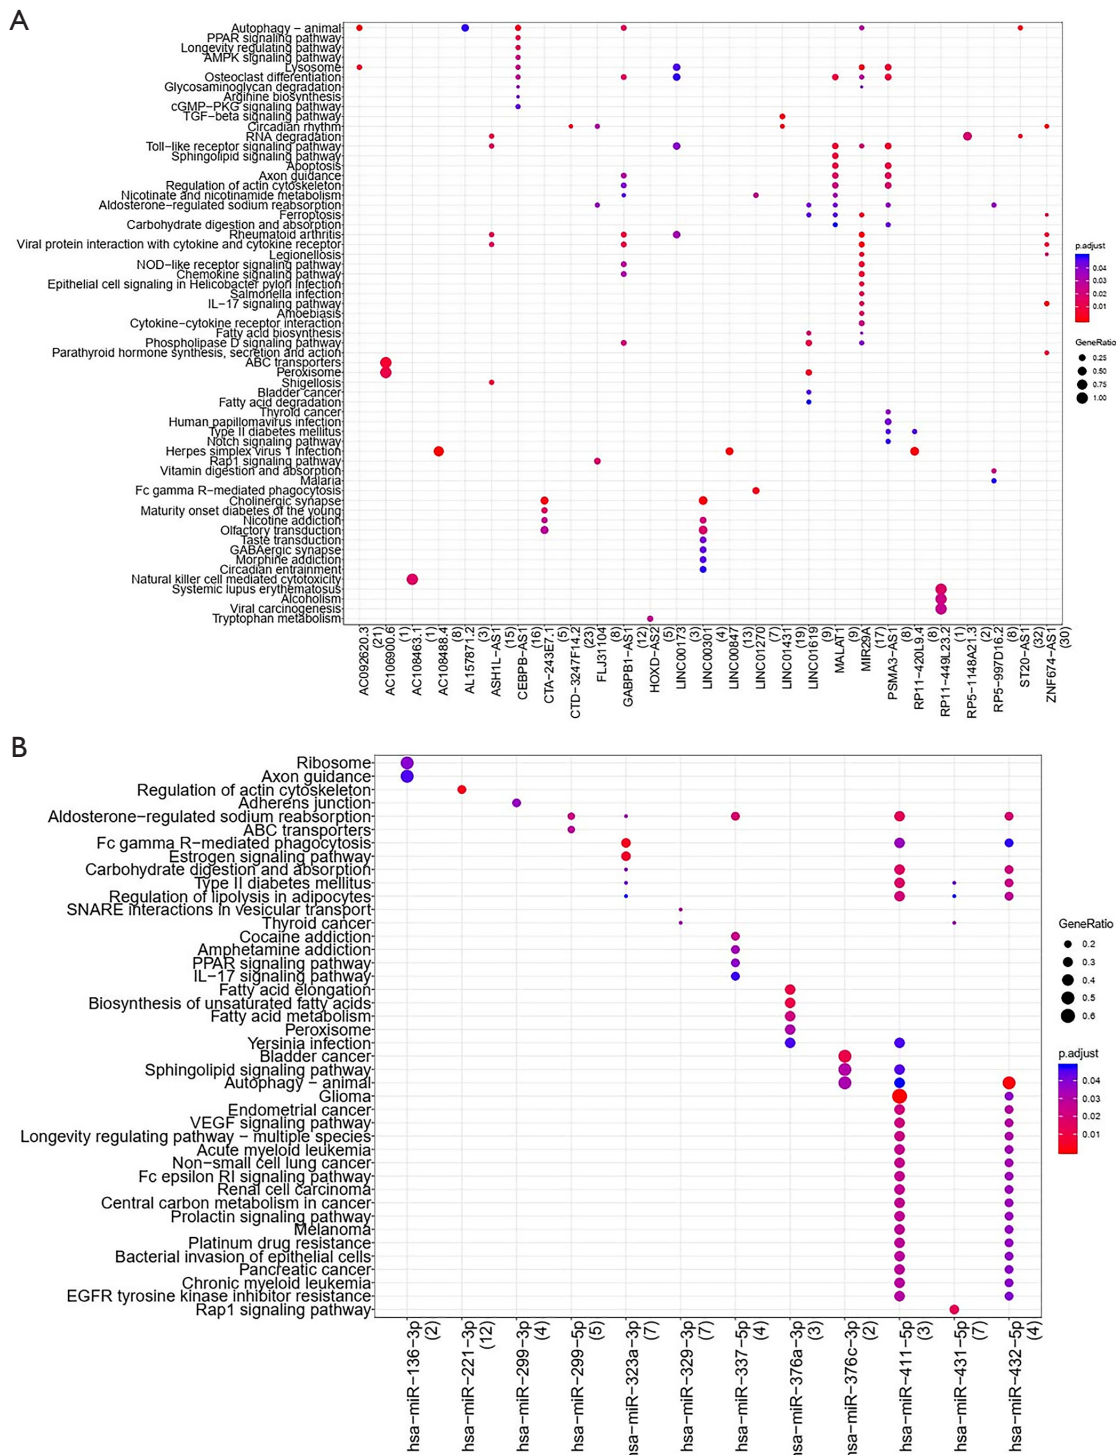 A
Autophagy − animal
PPAR signaling pathway
Longevity regulating pathway
AMPK signaling pathway
Lysosome
Osteoclast differentiation
Glycosaminoglycan degradation
Arginine biosynthesis
cGMP−PKG signaling pathway
TGF−beta signaling pathway
Circadian rhythm
RNA degradation
Toll−like receptor signaling pathway
Sphingolipid signaling pathway
Apoptosis
Axon guidance
Regulation of actin cytoskeleton
Nicotinate and nicotinamide metabolism
Aldosterone−regulated sodium reabsorption
Ferroptosis
Carbohydrate digestion and absorption
Rheumatoid arthritis
Viral protein interaction with cytokine and cytokine receptor
Legionellosis
NOD−like receptor signaling pathway
Chemokine signaling pathway
Epithelial cell signaling in Helicobacter pylori infection
Salmonella infection
IL−17 signaling pathway
Amoebiasis
Cytokine−cytokine receptor interaction
Fatty acid biosynthesis
Phospholipase D signaling pathway
Parathyroid hormone synthesis, secretion and action
ABC transporters
Peroxisome
Shigellosis
Bladder cancer
Fatty acid degradation
Thyroid cancer
Human papillomavirus infection
Type II diabetes mellitus
Notch signaling pathway
Herpes simplex virus 1 infection
Rap1 signaling pathway
Vitamin digestion and absorption
Malaria
Fc gamma R−mediated phagocytosis
Cholinergic synapse
Maturity onset diabetes of the young
Nicotine addiction
Olfactory transduction
Taste transduction
GABAergic synapse
Morphine addiction
Circadian entrainment
Natural killer cell mediated cytotoxicity
Systemic lupus erythematosus
Alcoholism
Viral carcinogenesis
Tryptophan metabolism
AC092620.3
(21)
AC106900.6
(1)
AC108463.1
(1)
AC108488.4
(8)
AL157871.2
(3)
ASH1L−AS1
(15)
CEBPB−AS1
(16)
CTA−243E7.1
(5)
CTD−3247F14.2
(23)
FLJ31104
(8)
GABPB1−AS1
(12)
HOXD−AS2
(5)
LINC00173
(3)
LINC00301
(4)
LINC00847
(13)
LINC01270
(7)
LINC01431
(19)
LINC01619
(9)
MALAT1
(9)
MIR29A
(17)
PSMA3−AS1
(8)
RP11−420L9.4
(8)
RP11−449L23.2
(1)
RP5−1148A21.3
(2)
RP5−997D16.2
(8)
ST20−AS1
(32)
ZNF674−AS1
(30)
p.adjust
0.04
0.03
0.02
0.01
GeneRatio
0.25
0.50
0.75
1.00
B
Ribosome
Axon guidance
Regulation of actin cytoskeleton
Adherens junction
Aldosterone−regulated sodium reabsorption
ABC transporters
Fc gamma R−mediated phagocytosis
Estrogen signaling pathway
Carbohydrate digestion and absorption
Type II diabetes mellitus
Regulation of lipolysis in adipocytes
SNARE interactions in vesicular transport
Thyroid cancer
Cocaine addiction
Amphetamine addiction
PPAR signaling pathway
IL−17 signaling pathway
Fatty acid elongation
Biosynthesis of unsaturated fatty acids
Fatty acid metabolism
Peroxisome
Yersinia infection
Bladder cancer
Sphingolipid signaling pathway
Autophagy − animal
Glioma
Endometrial cancer
VEGF signaling pathway
Longevity regulating pathway − multiple species
Acute myeloid leukemia
Non−small cell lung cancer
Fc epsilon RI signaling pathway
Renal cell carcinoma
Central carbon metabolism in cancer
Prolactin signaling pathway
Melanoma
Platinum drug resistance
Bacterial invasion of epithelial cells
Pancreatic cancer
Chronic myeloid leukemia
EGFR tyrosine kinase inhibitor resistance
Rap1 signaling pathway
hsa−miR−136−3p
(2)
hsa−miR−221−3p
(12)
hsa−miR−299−3p
(4)
hsa−miR−299−5p
(5)
hsa−miR−323a−3p
(7)
hsa−miR−329−3p
(7)
hsa−miR−337−5p
(4)
hsa−miR−376a−3p
(3)
hsa−miR−376c−3p
(2)
hsa−miR−411−5p
(3)
hsa−miR−431−5p
(7)
hsa−miR−432−5p
(4)
GeneRatio
0.2
0.3
0.4
0.5
0.6
p.adjust
0.04
0.03
0.02
0.01